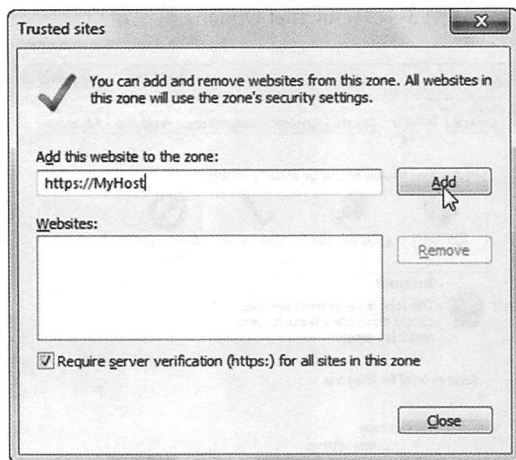 Trusted sites
You can add and remove websites from this zone. All websites in
this zone will use the zone's security settings.
Add this website to the zone:
https://MyHost
Add
Websites:
Remove
Require server verification (https:) for all sites in this zone
Close